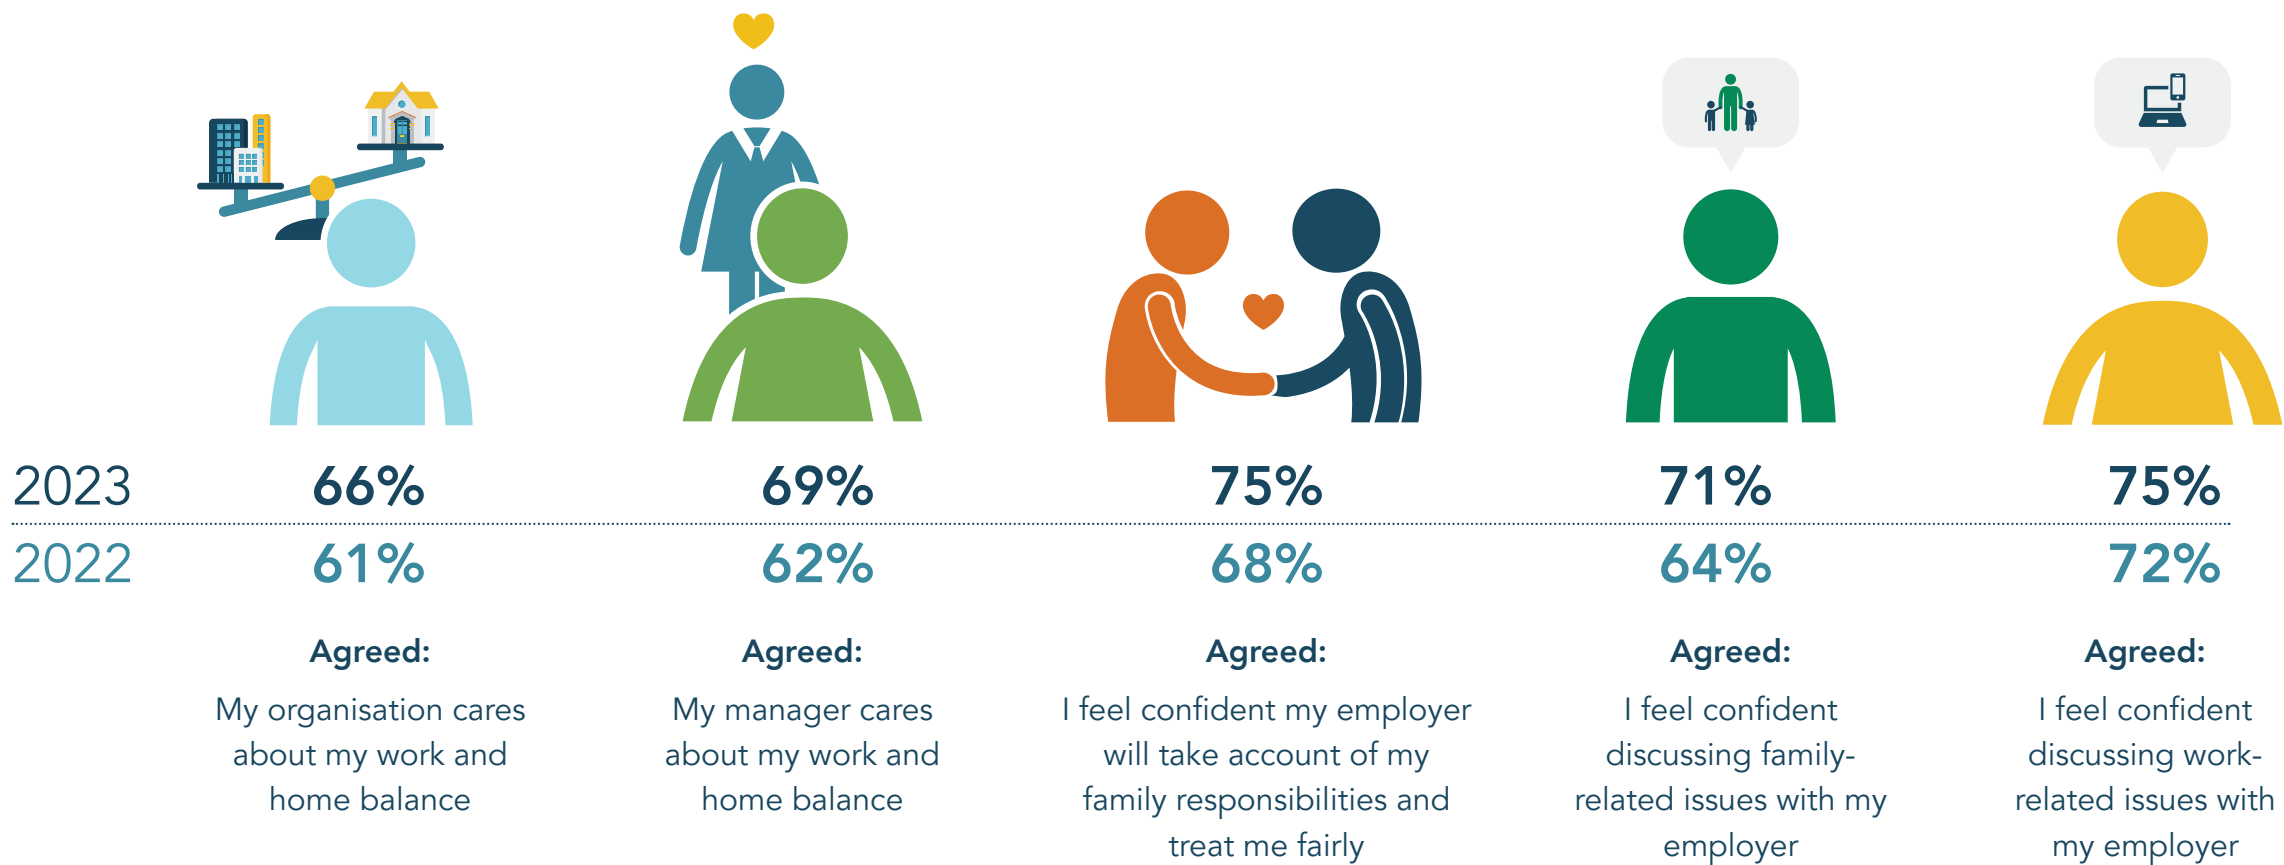 2023 66% 69% 75% 71% 75%
2022 61% 62% 68% 64% 72%
Agreed:
My organisation cares
about my work and
home balance
Agreed:
My manager cares
about my work and
home balance
Agreed:
I feel confident my employer
will take account of my
family responsibilities and
treat me fairly
Agreed:
I feel confident
discussing family-
related issues with my
employer
Agreed:
I feel confident
discussing work-
related issues with
my employer